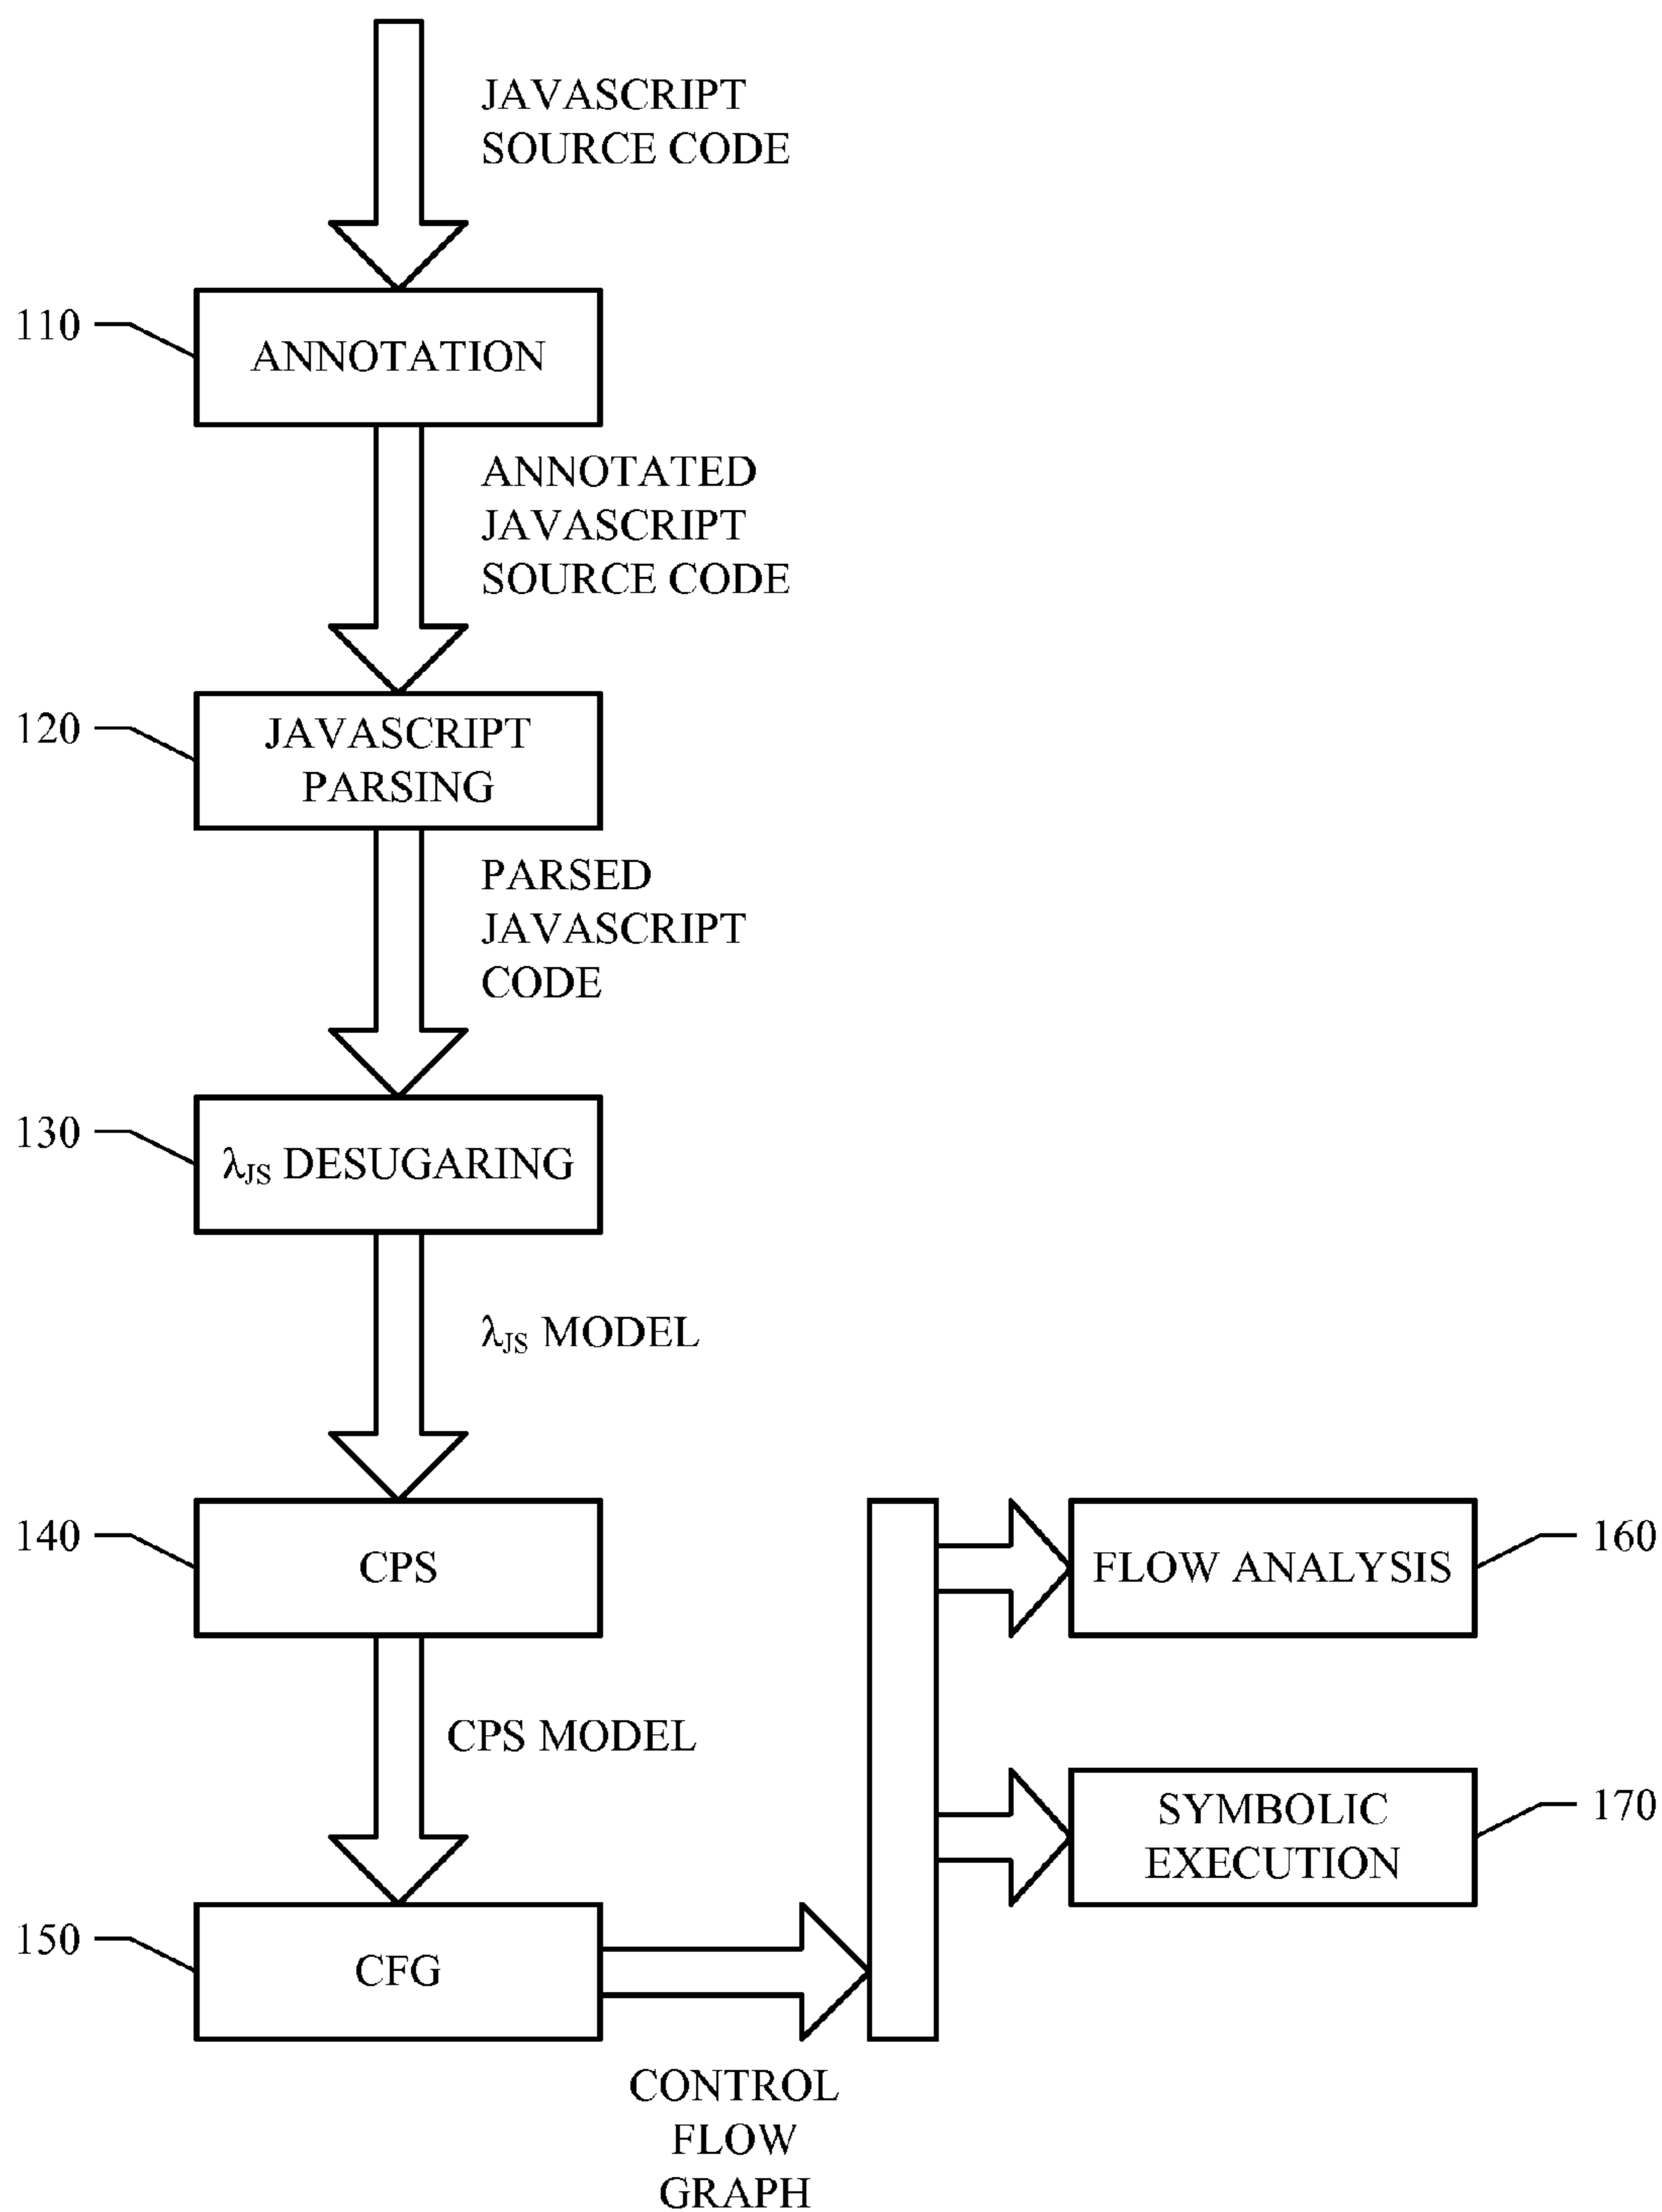 JAVASCRIPT
SOURCE CODE
110
ANNOTATION
ANNOTATED
JAVASCRIPT
SOURCE CODE
120
JAVASCRIPT
PARSING
PARSED
JAVASCRIPT
CODE
130
λJS DESUGARING
λJS MODEL
140
CPS
FLOW ANALYSIS
160
CPS MODEL
SYMBOLIC
EXECUTION
170
150
CFG
CONTROL
FLOW
GRAPH